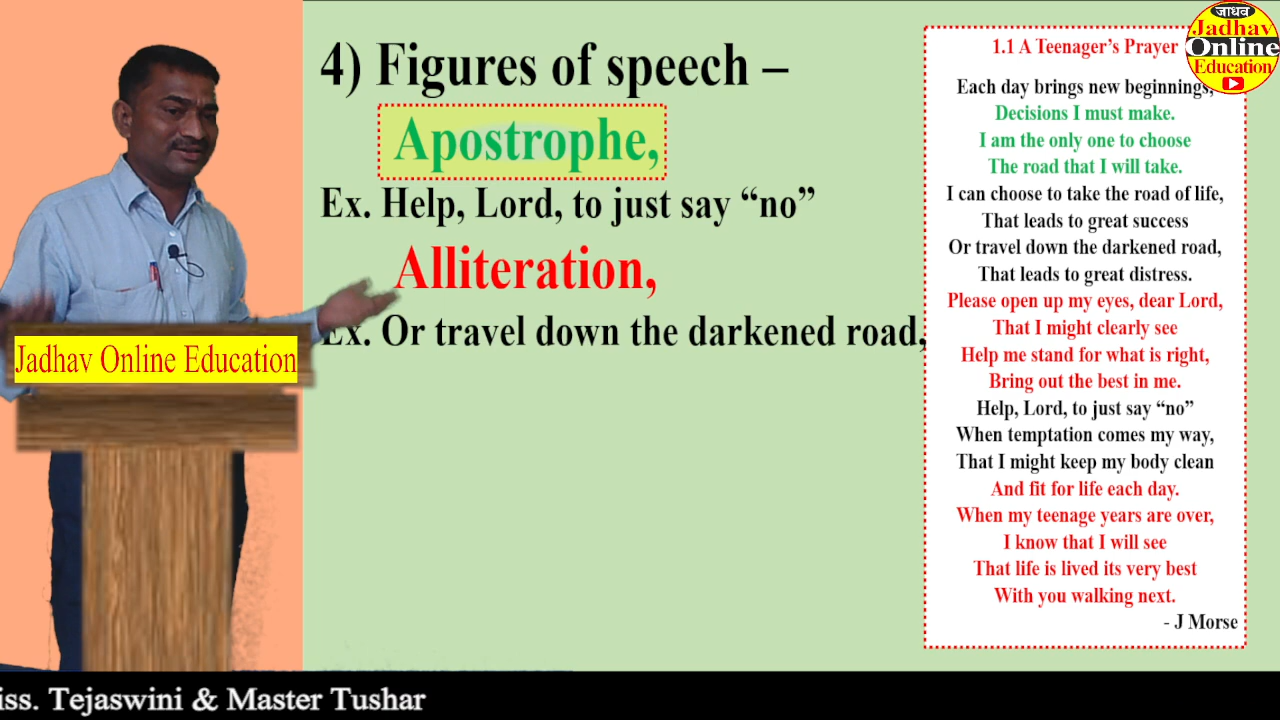 4) Figures of speech –
Apostrophe,
Ex. Help, Lord, to just say “no”
Alliteration,
Ex. Or travel down the darkened road,
Jadhav Online Education
1.1 A Teenager’s Prayer
Each day brings new beginnings,
Decisions I must make.
I am the only one to choose
The road that I will take.
I can choose to take the road of life,
That leads to great success
Or travel down the darkened road,
That leads to great distress.
Please open up my eyes, dear Lord,
That I might clearly see
Help me stand for what is right,
Bring out the best in me.
Help, Lord, to just say “no”
When temptation comes my way,
That I might keep my body clean
And fit for life each day.
When my teenage years are over,
I know that I will see
That life is lived its very best
With you walking next.
- J Morse
जाधव
Jadhav
Online
Education
iss. Tejaswini & Master Tushar